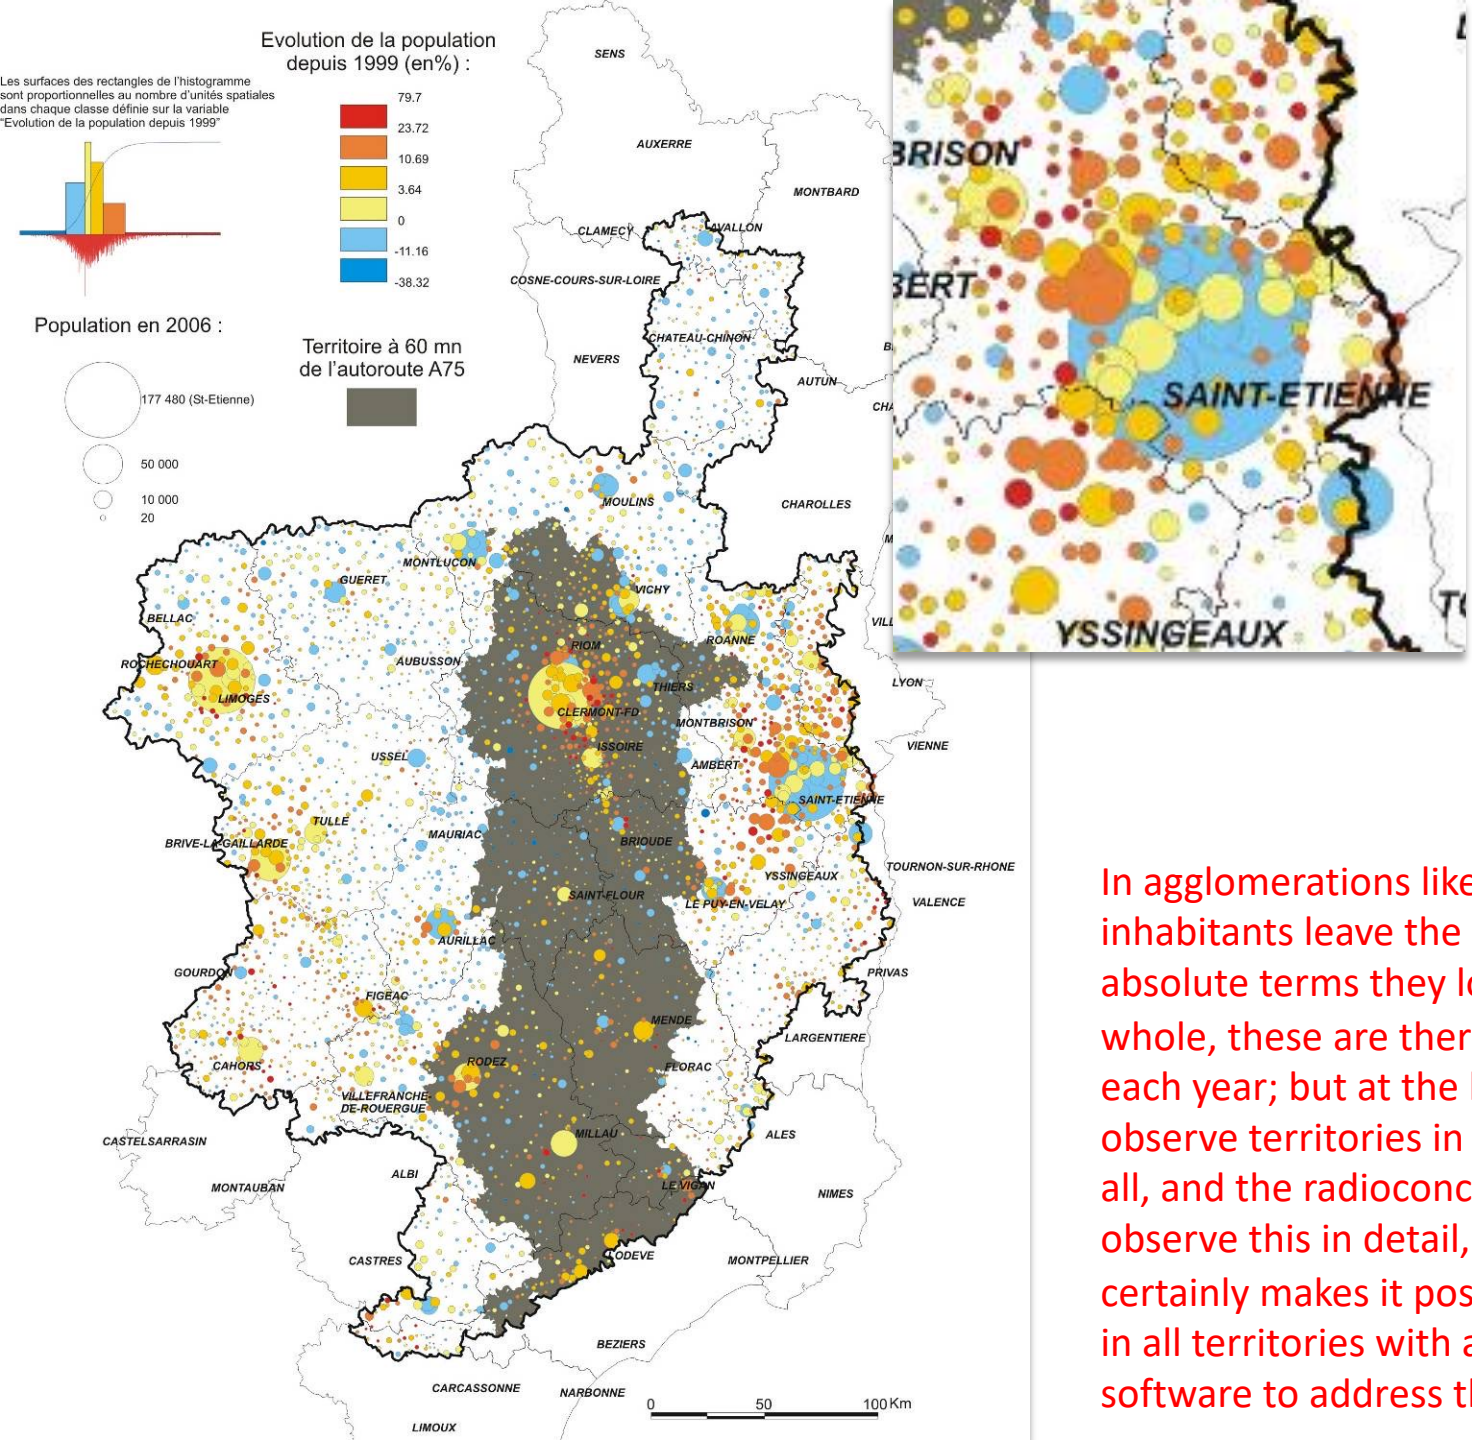 Evolution de la population
depuis 1999 (en%) :
Les surfaces des rectangles de l'histogramme
sont proportionnelles au nombre d'unités spatiales
dans chaque classe définie sur la variable
"Evolution de la population depuis 1999"
79.7
23.72
10.69
3.64
0
-11.16
-38.32
Population en 2006 :
177 480 (St-Etienne)
50 000
10 000
20
Territoire à 60 mn
de l'autoroute A75
SENS
AUXERRE
MONTBARD
CLAMECY
AVALLON
COSNE-COURS-SUR-LOIRE
CHATEAU-CHINON
NEVERS
AUTUN
CHAROLLES
MOULINS
MONTLUCON
GUERET
VICHY
BELLAC
ROANNE
RIOM
ROCHECHOUART
AUBUSSON
THIERS
LYON
LIMOGES
CLERMONT-FD
MONTBRISON
ISSOIRE
VIENNE
USSEL
AMBERT
SAINT-ETIENNE
TULLE
MAURIAC
BRIOUDE
BRIVE-LA-GAILLARDE
TOURNON-SUR-RHONE
YSSINGEAUX
SAINT-FLOUR
LE PUY-EN-VELAY
VALENCE
AURILLAC
GOURDON
PRIVAS
FIGEAC
MENDE
LARGENTIERE
CAHORS
RODEZ
FLORAC
VILLEFRANCHE-
DE-ROUERGUE
CASTELSARRASIN
MILLAU
ALES
ALBI
MONTAUBAN
LE VIGAN
NIMES
CASTRES
LODEVE
MONTPELLIER
BEZIERS
CARCASSONNE
NARBONNE
LIMOUX
0 50 100 Km
BRISON
BERT
SAINT-ETIENNE
YSSINGEAUX
In agglomerations like
inhabitants leave the
absolute terms they lo
whole, these are ther
each year; but at the
observe territories in
all, and the radioconc
observe this in detail,
certainly makes it pos
in all territories with a
software to address th